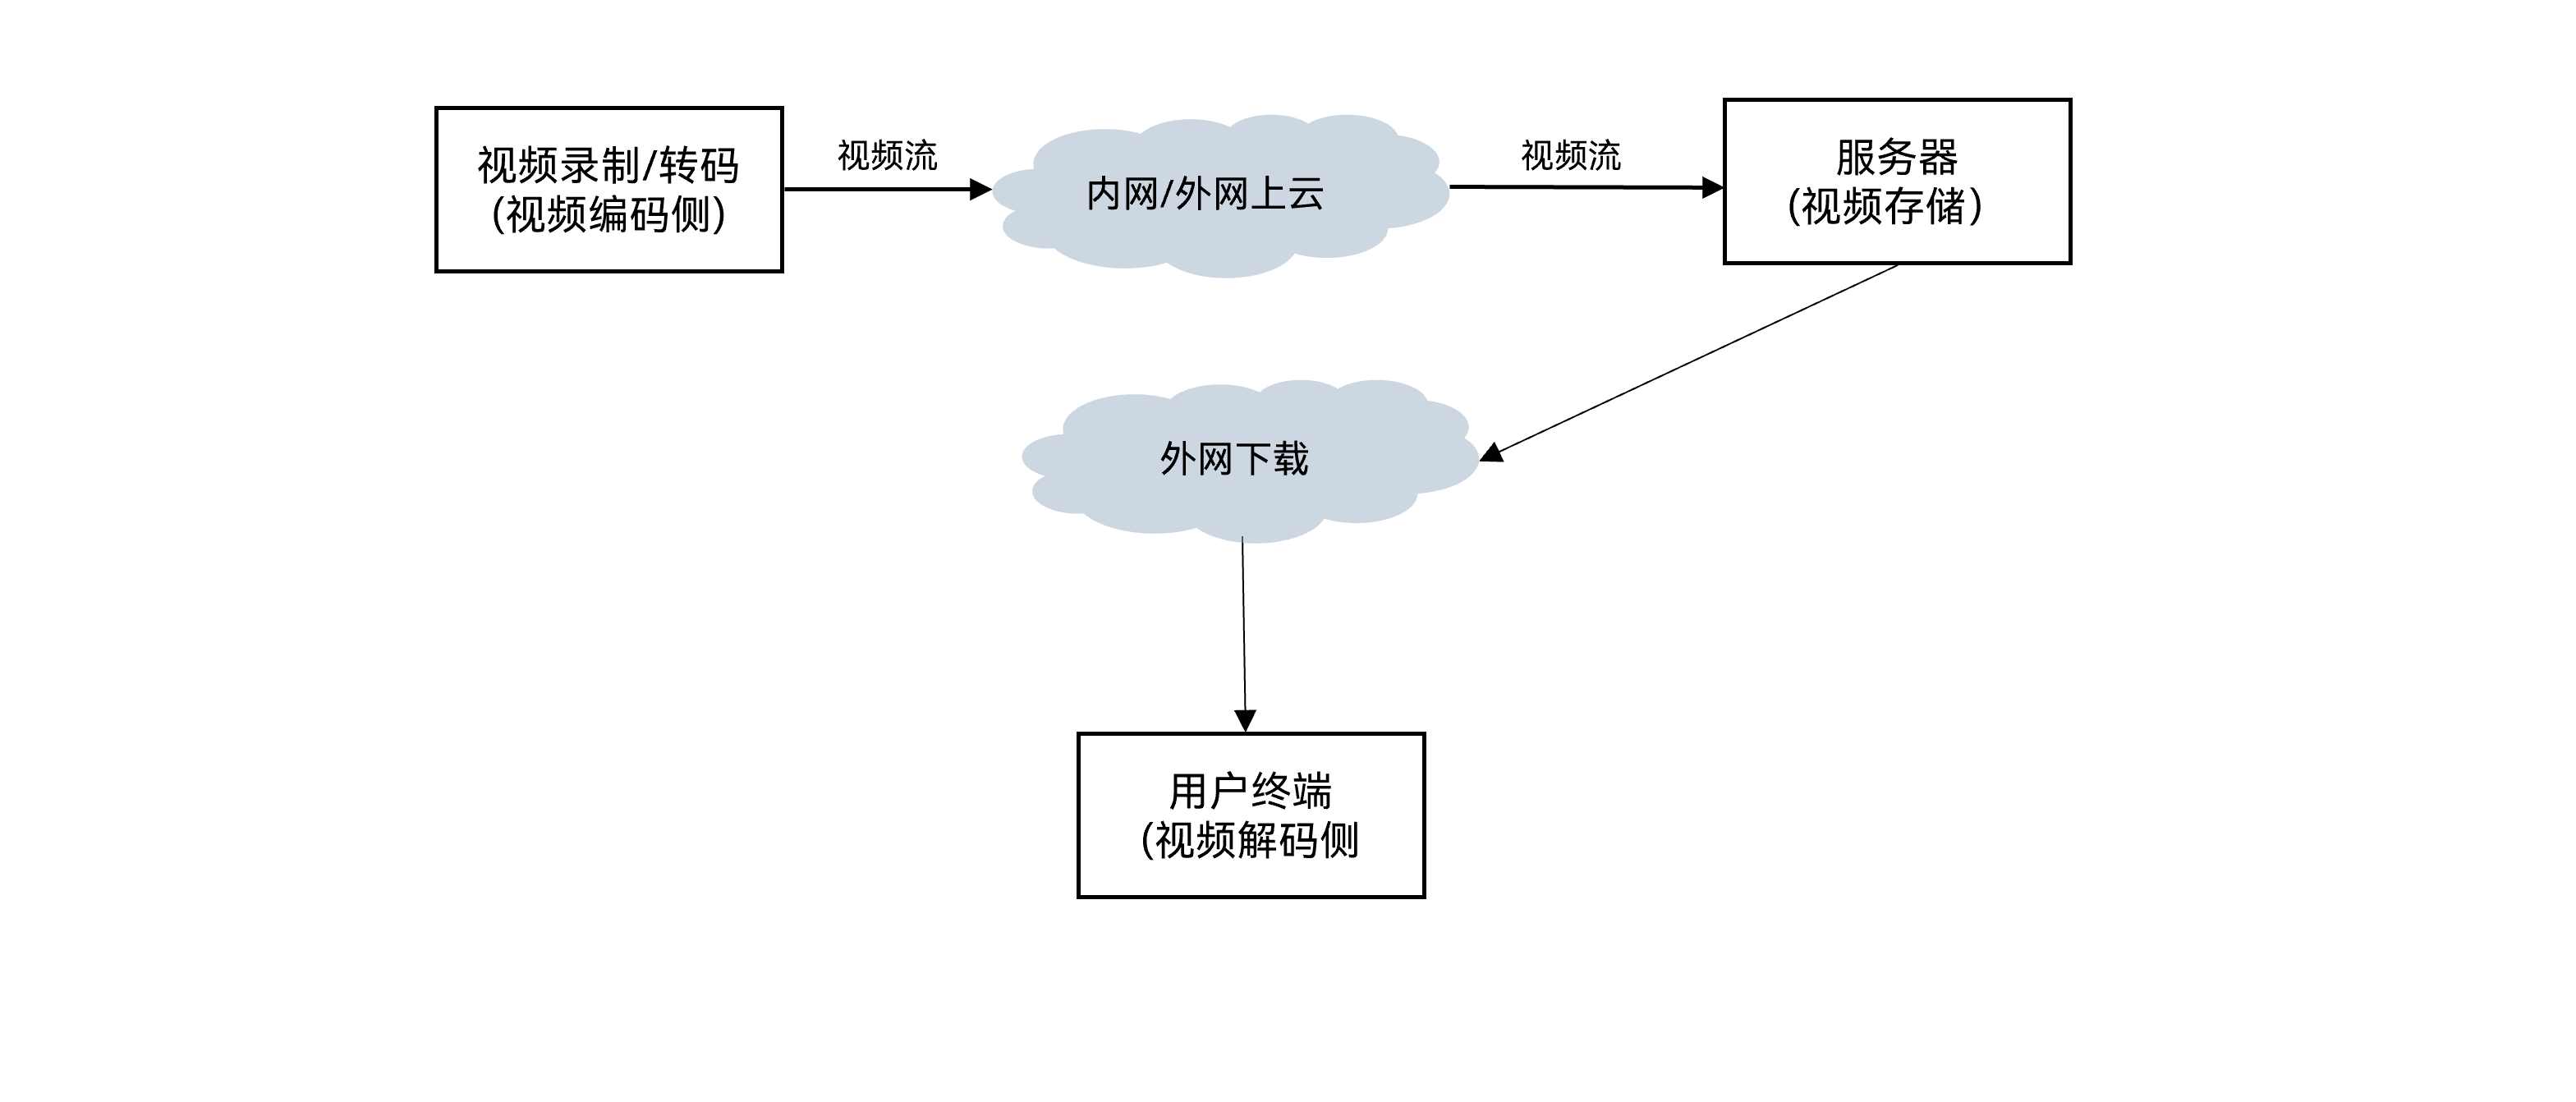 视频录制/转码
(视频编码侧)
视频流
内网/外网上云
视频流
服务器
(视频存储)
外网下载
用户终端
(视频解码侧